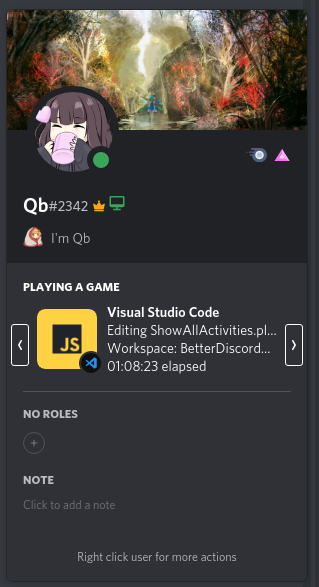 Qb#2342
I'm Qb
PLAYING A GAME
Visual Studio Code
Editing ShowAllActivities.pl...
Workspace: BetterDiscord...
01:08:23 elapsed
JS
NO ROLES
NOTE
Click to add a note
Right click user for more actions